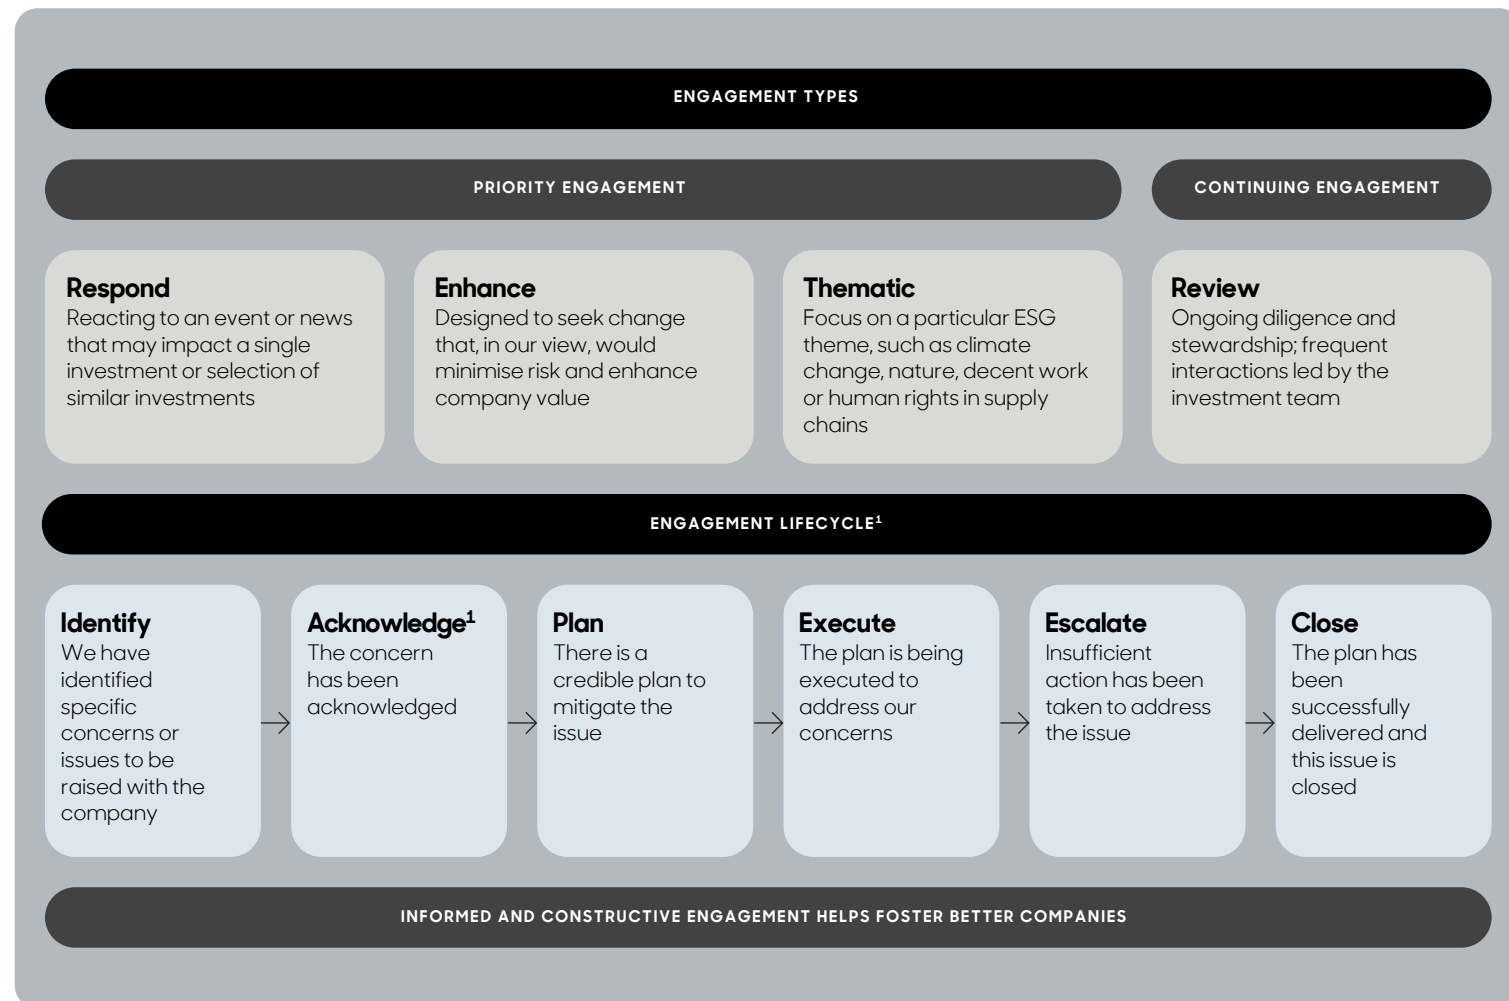 ENGAGEMENT TYPES
PRIORITY ENGAGEMENT
CONTINUING ENGAGEMENT
Respond
Reacting to an event or news
that may impact a single
investment or selection of
similar investments
Enhance
Designed to seek change
that, in our view, would
minimise risk and enhance
company value
Thematic
Focus on a particular ESG
theme, such as climate
change, nature, decent work
or human rights in supply
chains
Review
Ongoing diligence and
stewardship; frequent
interactions led by the
investment team
ENGAGEMENT LIFECYCLE¹
Identify
We have
identified
specific
concerns or
issues to be
raised with the
company
Acknowledge¹
The concern
has been
acknowledged
Plan
There is a
credible plan to
mitigate the
issue
Execute
The plan is being
executed to
address our
concerns
Escalate
Insufficient
action has been
taken to address
the issue
Close
The plan has
been
successfully
delivered and
this issue is
closed
INFORMED AND CONSTRUCTIVE ENGAGEMENT HELPS FOSTER BETTER COMPANIES